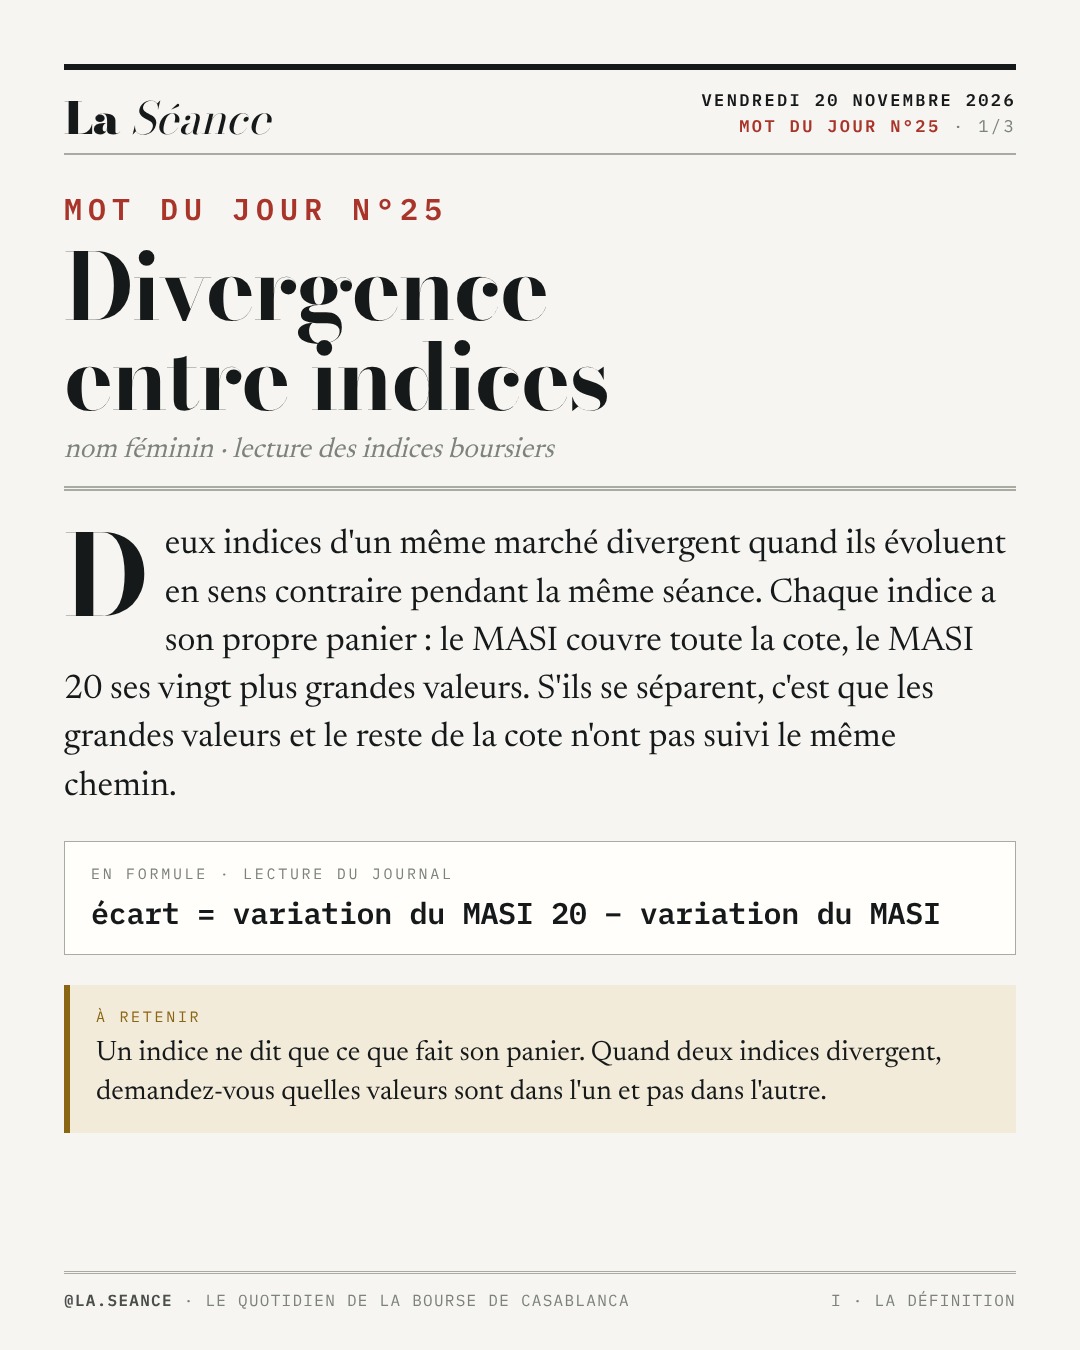 La Séance
VENDREDI 20 NOVEMBRE 2026
MOT DU JOUR N°25 · 1/3
MOT DU JOUR N°25
Divergence
entre indices
nom féminin · lecture des indices boursiers
Deux indices d'un même marché divergent quand ils évoluent
en sens contraire pendant la même séance. Chaque indice a
son propre panier : le MASI couvre toute la cote, le MASI
20 ses vingt plus grandes valeurs. S'ils se séparent, c'est que les
grandes valeurs et le reste de la cote n'ont pas suivi le même
chemin.
EN FORMULE · LECTURE DU JOURNAL
écart = variation du MASI 20 − variation du MASI
À RETENIR
Un indice ne dit que ce que fait son panier. Quand deux indices divergent,
demandez-vous quelles valeurs sont dans l'un et pas dans l'autre.
@LA.SEANCE · LE QUOTIDIEN DE LA BOURSE DE CASABLANCA
I · LA DÉFINITION